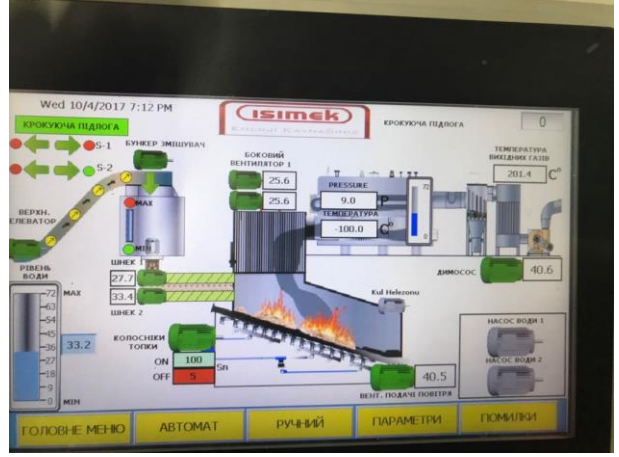 Wed 10/4/2017 7:12 PM
isimek
КРОКУЮЧА ПІДЛОГА
0
КРОКУЮЧА ПІДЛОГА
S-1
S-2
БУНКЕР ЗМІШУВАЧ
БОКОВИЙ
ВЕНТИЛЯТОР 1
25.6
25.6
ТЕМПЕРАТУРА
ВИХІДНИХ ГАЗІВ
201.4 C°
PRESSURE
9.0 P
ТЕМПЕРАТУРА
-100.0 C°
72
0
MAX
MIN
ВЕРХН.
ЕЛЕВАТОР
ШНЕК
27.7
33.4
ШНЕК 2
ДИМОСОС
40.6
Kul Helezonu
РІВЕНЬ
ВОДИ
72 MAX
63
54
45
36
27
18
9
0 МІН
33.2
КОЛОСНІКИ
ТОПКИ
ON 100
OFF 5
Sn
НАСОС ВОДИ 1
НАСОС ВОДИ 2
40.5
ВЕНТ. ПОДАЧІ ПОВІТРЯ
ГОЛОВНЕ МЕНЮ
АВТОМАТ
РУЧНИЙ
ПАРАМЕТРИ
ПОМИЛКИ